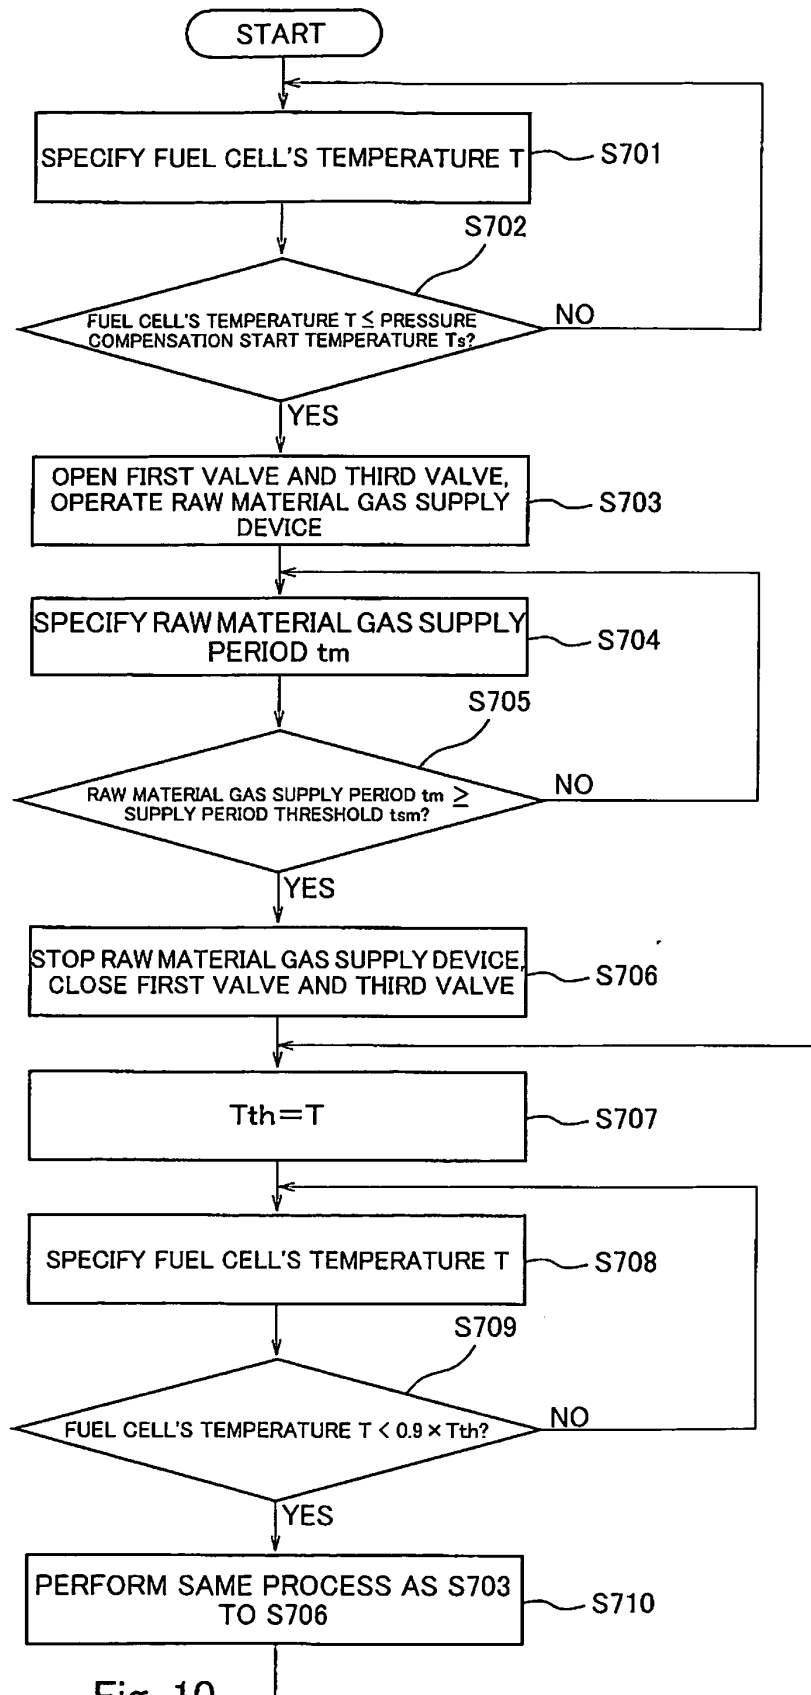 START
SPECIFY FUEL CELL'S TEMPERATURE T
S701
S702
FUEL CELL'S TEMPERATURE T ≤ PRESSURE
COMPENSATION START TEMPERATURE Ts?
NO
YES
OPEN FIRST VALVE AND THIRD VALVE,
OPERATE RAW MATERIAL GAS SUPPLY
DEVICE
S703
SPECIFY RAW MATERIAL GAS SUPPLY
PERIOD tm
S704
S705
RAW MATERIAL GAS SUPPLY PERIOD tm ≥
SUPPLY PERIOD THRESHOLD tsm?
NO
YES
STOP RAW MATERIAL GAS SUPPLY DEVICE,
CLOSE FIRST VALVE AND THIRD VALVE
S706
Tth=T
S707
SPECIFY FUEL CELL'S TEMPERATURE T
S708
S709
FUEL CELL'S TEMPERATURE T < 0.9 × Tth?
NO
YES
PERFORM SAME PROCESS AS S703
TO S706
S710
Fig. 10